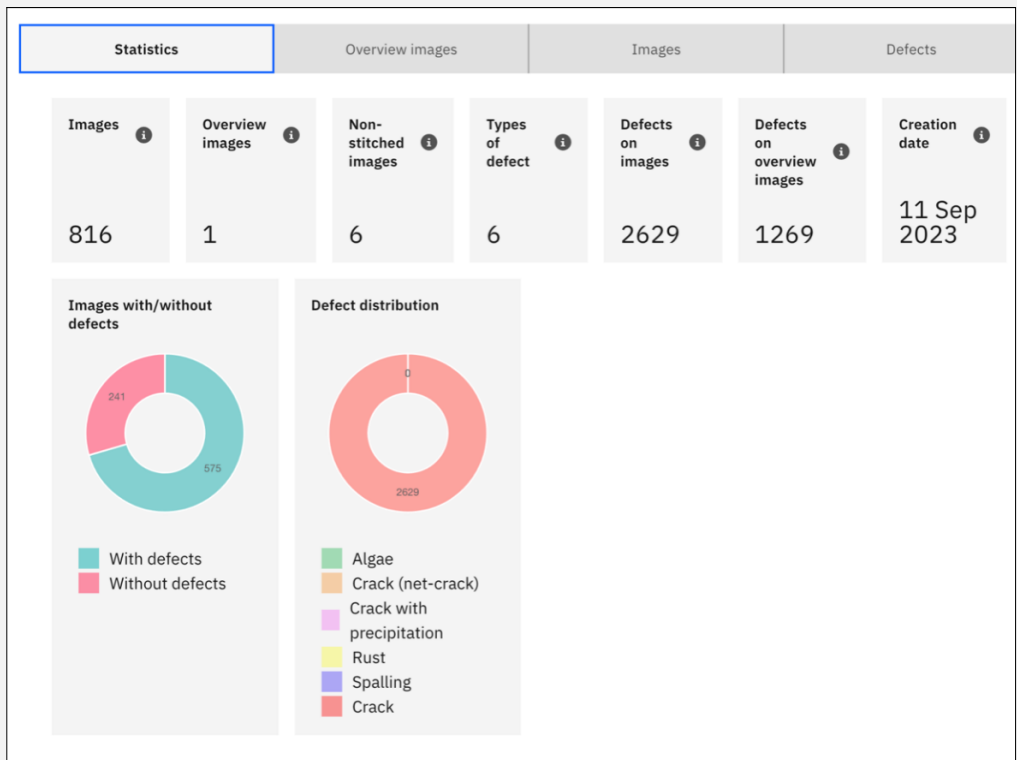 Statistics
Overview images
Images
Defects
Images
816
Overview
images
1
Non-
stitched
images
6
Types
of
defect
6
Defects
on
images
2629
Defects
on
overview
images
1269
Creation
date
11 Sep
2023
Images with/without
defects
241
575
With defects
Without defects
Defect distribution
0
2629
Algae
Crack (net-crack)
Crack with
precipitation
Rust
Spalling
Crack